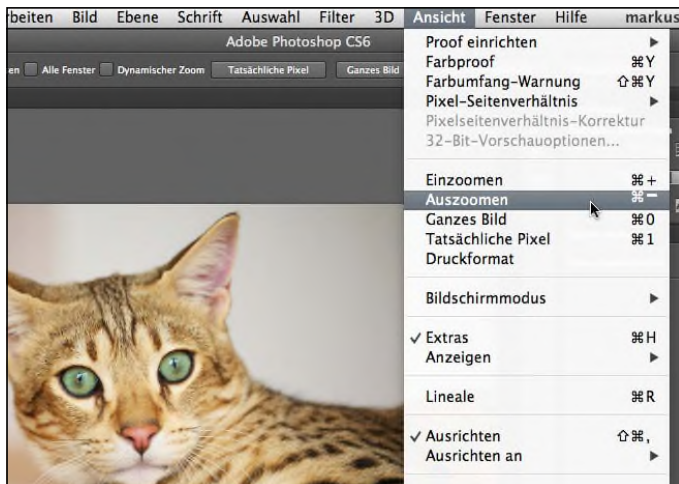 rbeiten Bild Ebene Schrift Auswahl Filter 3D Ansicht Fenster Hilfe markus
Adobe Photoshop CS6
en Alle Fenster Dynamischer Zoom Tatsächliche Pixel Ganzes Bild
Proof einrichten ▶
Farbproof ⌘Y
Farbumfang-Warnung ⇧⌘Y
Pixel-Seitenverhältnis ▶
Pixelseitenverhältnis-Korrektur
32-Bit-Vorschauoptionen...
Einzoomen ⌘+
Auszoomen ⌘−
Ganzes Bild ⌘0
Tatsächliche Pixel ⌘1
Druckformat
Bildschirmmodus ▶
✓ Extras ⌘H
Anzeigen ▶
Lineale ⌘R
✓ Ausrichten ⇧⌘,
Ausrichten an ▶